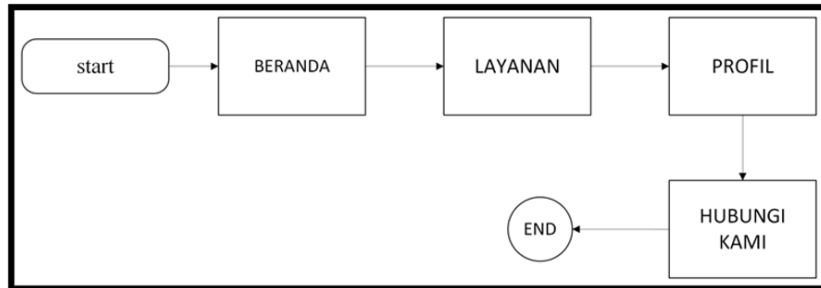 start
BERANDA
LAYANAN
PROFIL
HUBUNGI
KAMI
END